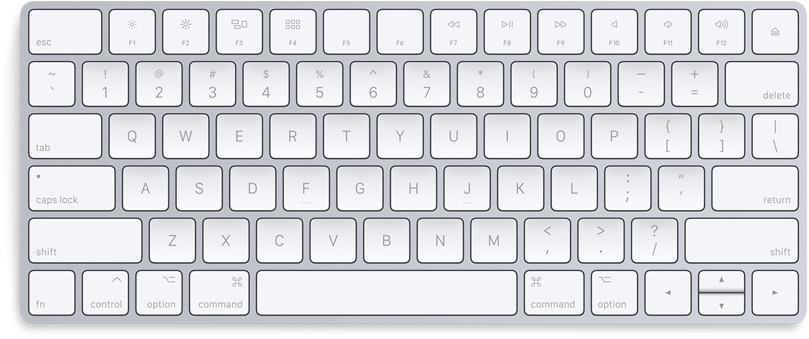 esc F1 F2 F3 F4 F5 F6 F7 F8 F9 F10 F11 F12
~ ! @ # $ % ^ & * ( ) — +
` 1 2 3 4 5 6 7 8 9 0 - = delete
tab Q W E R T Y U I O P { [ } ] | \
caps lock A S D F G H J K L : ; " ' return
shift Z X C V B N M < , > . ? / shift
fn control option ⌘ command ⌘ command option